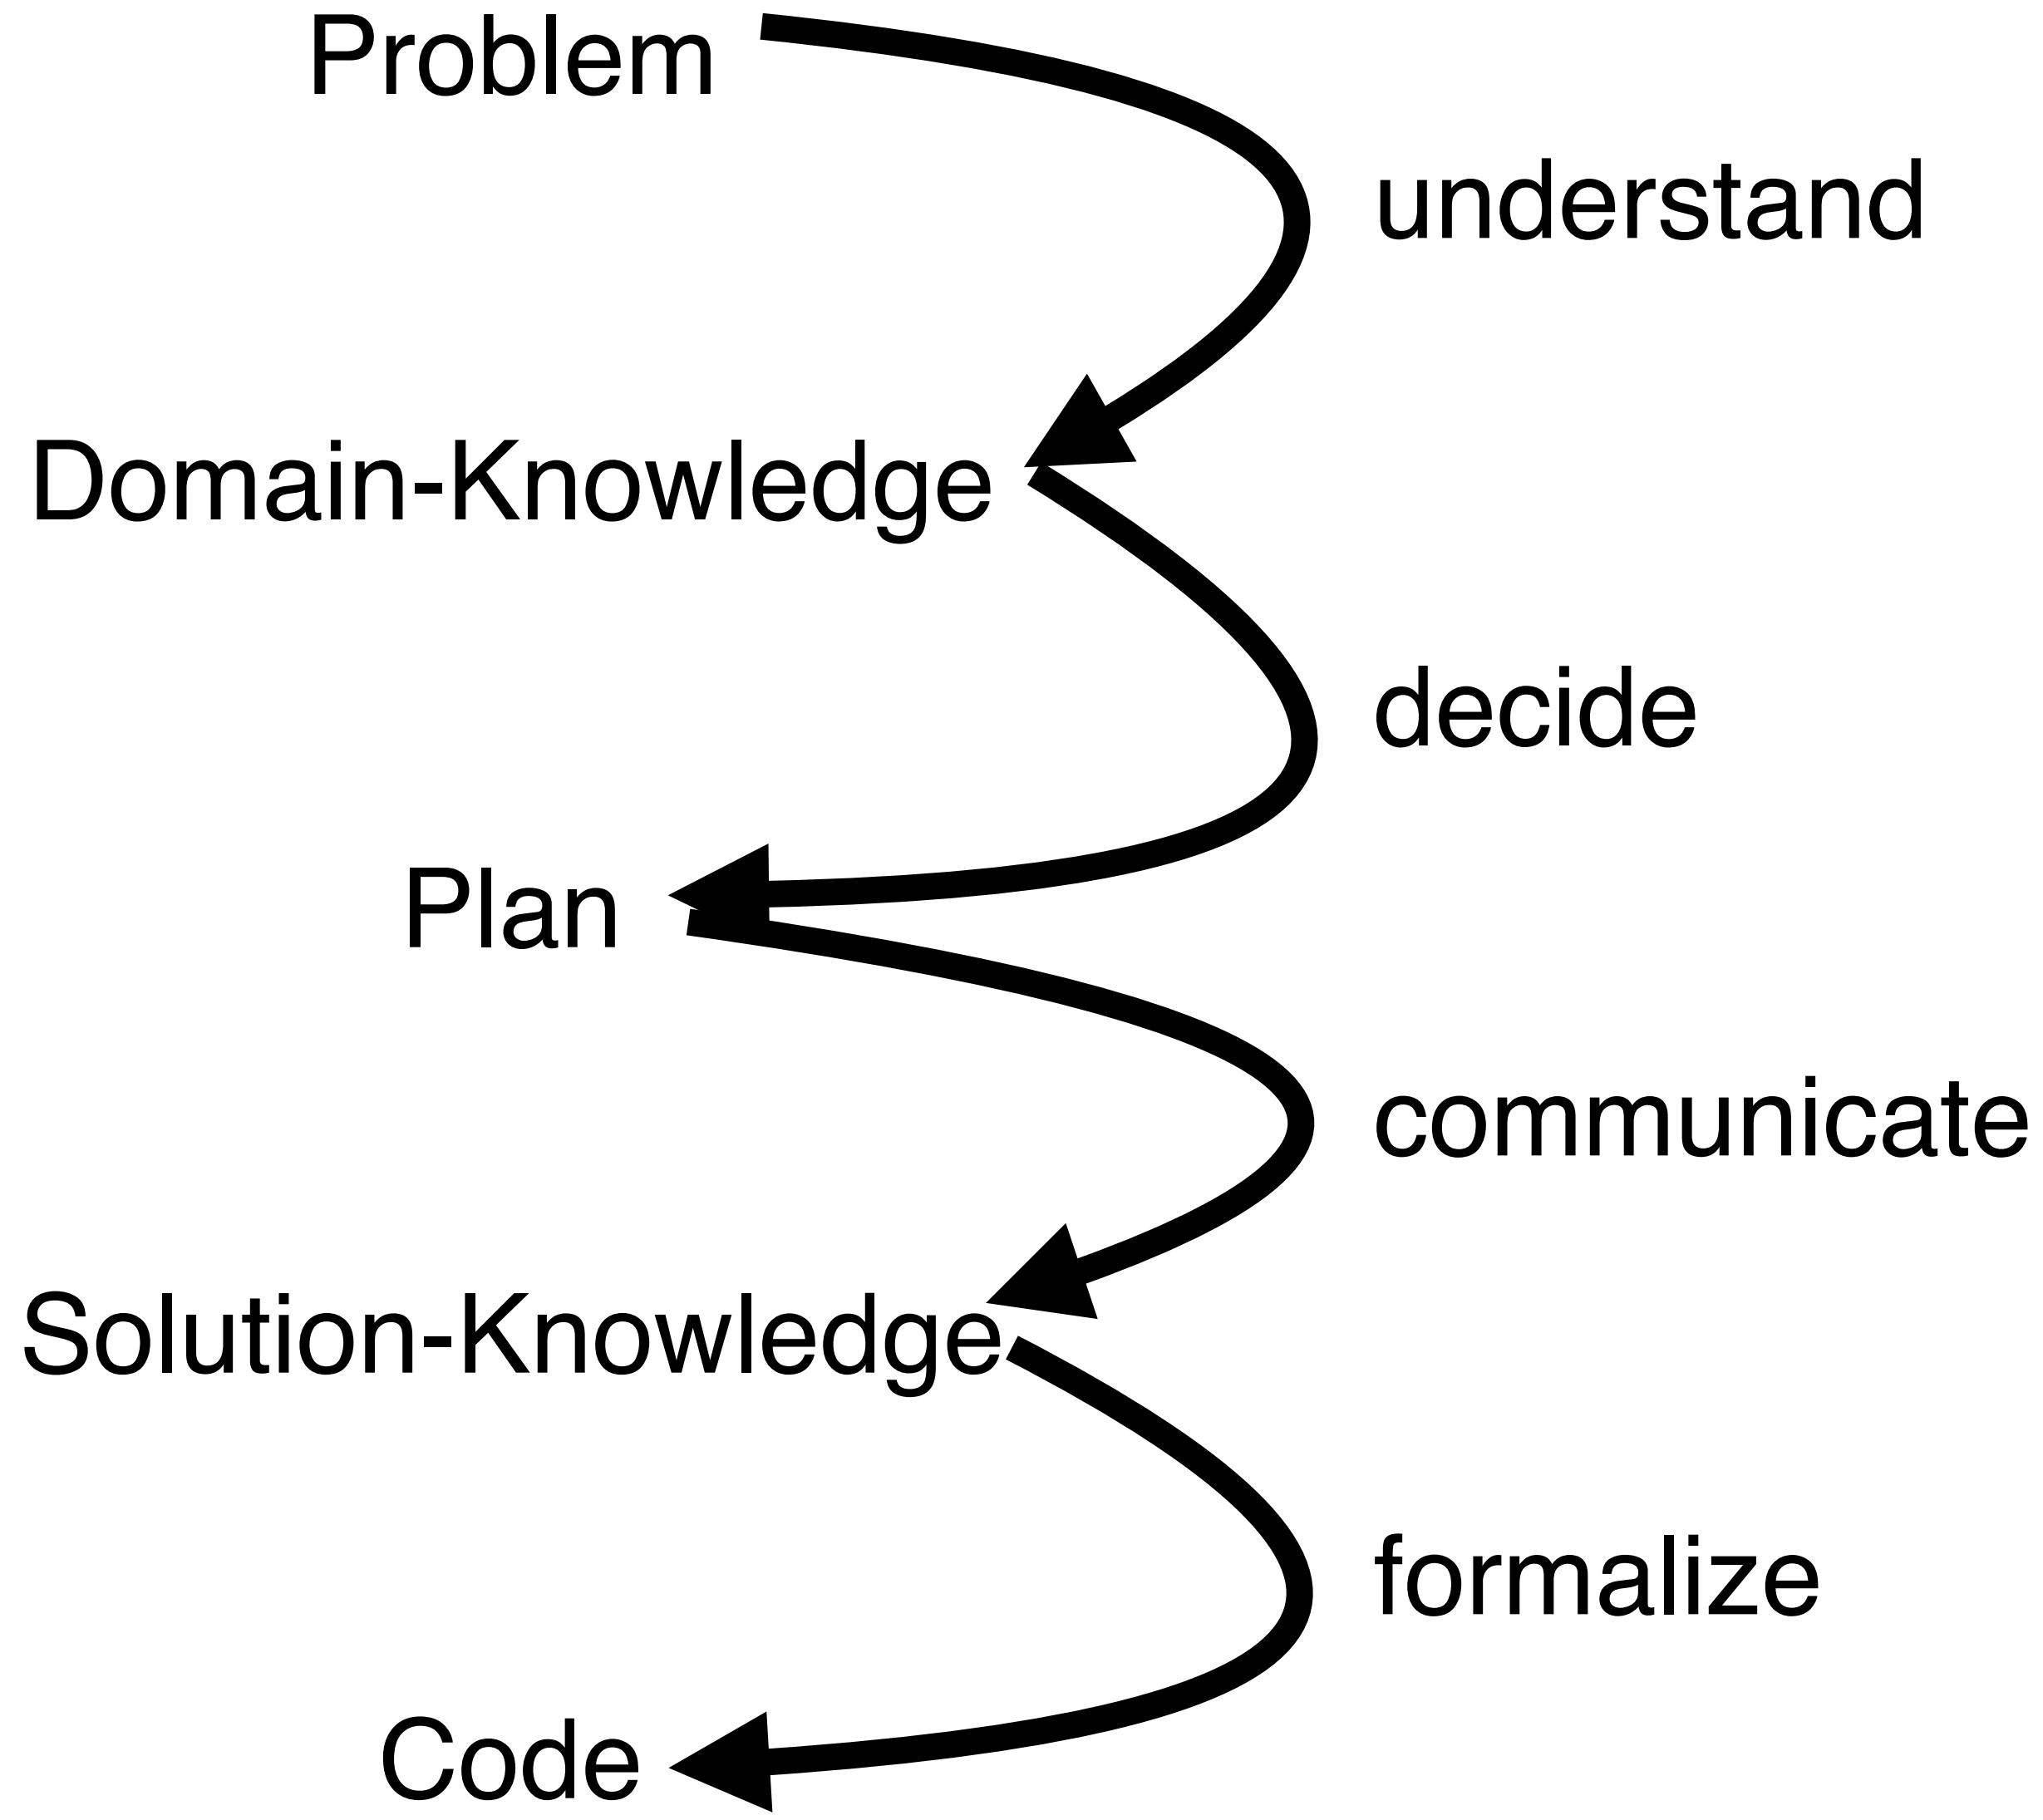 Problem
understand
Domain-Knowledge
decide
Plan
communicate
Solution-Knowledge
formalize
Code